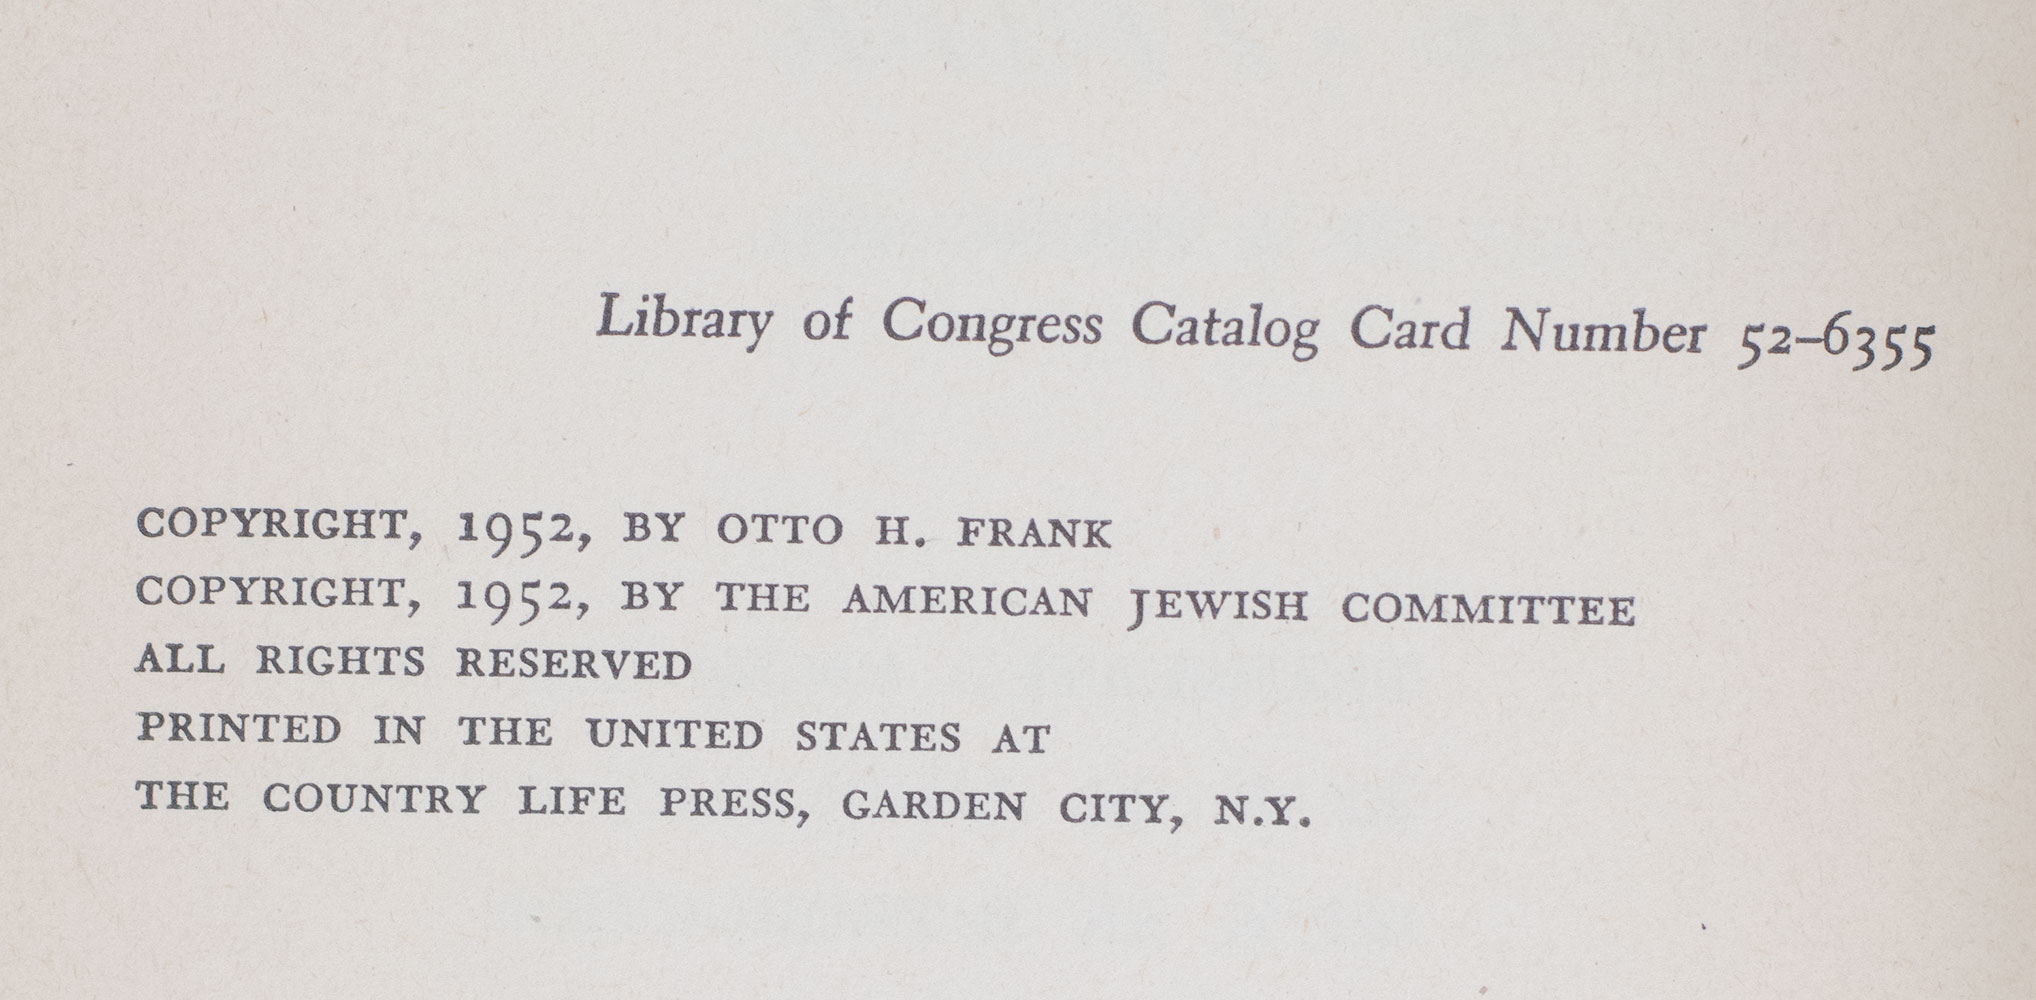 Library of Congress Catalog Card Number 52–6355
COPYRIGHT, 1952, BY OTTO H. FRANK
COPYRIGHT, 1952, BY THE AMERICAN JEWISH COMMITTEE
ALL RIGHTS RESERVED
PRINTED IN THE UNITED STATES AT
THE COUNTRY LIFE PRESS, GARDEN CITY, N.Y.